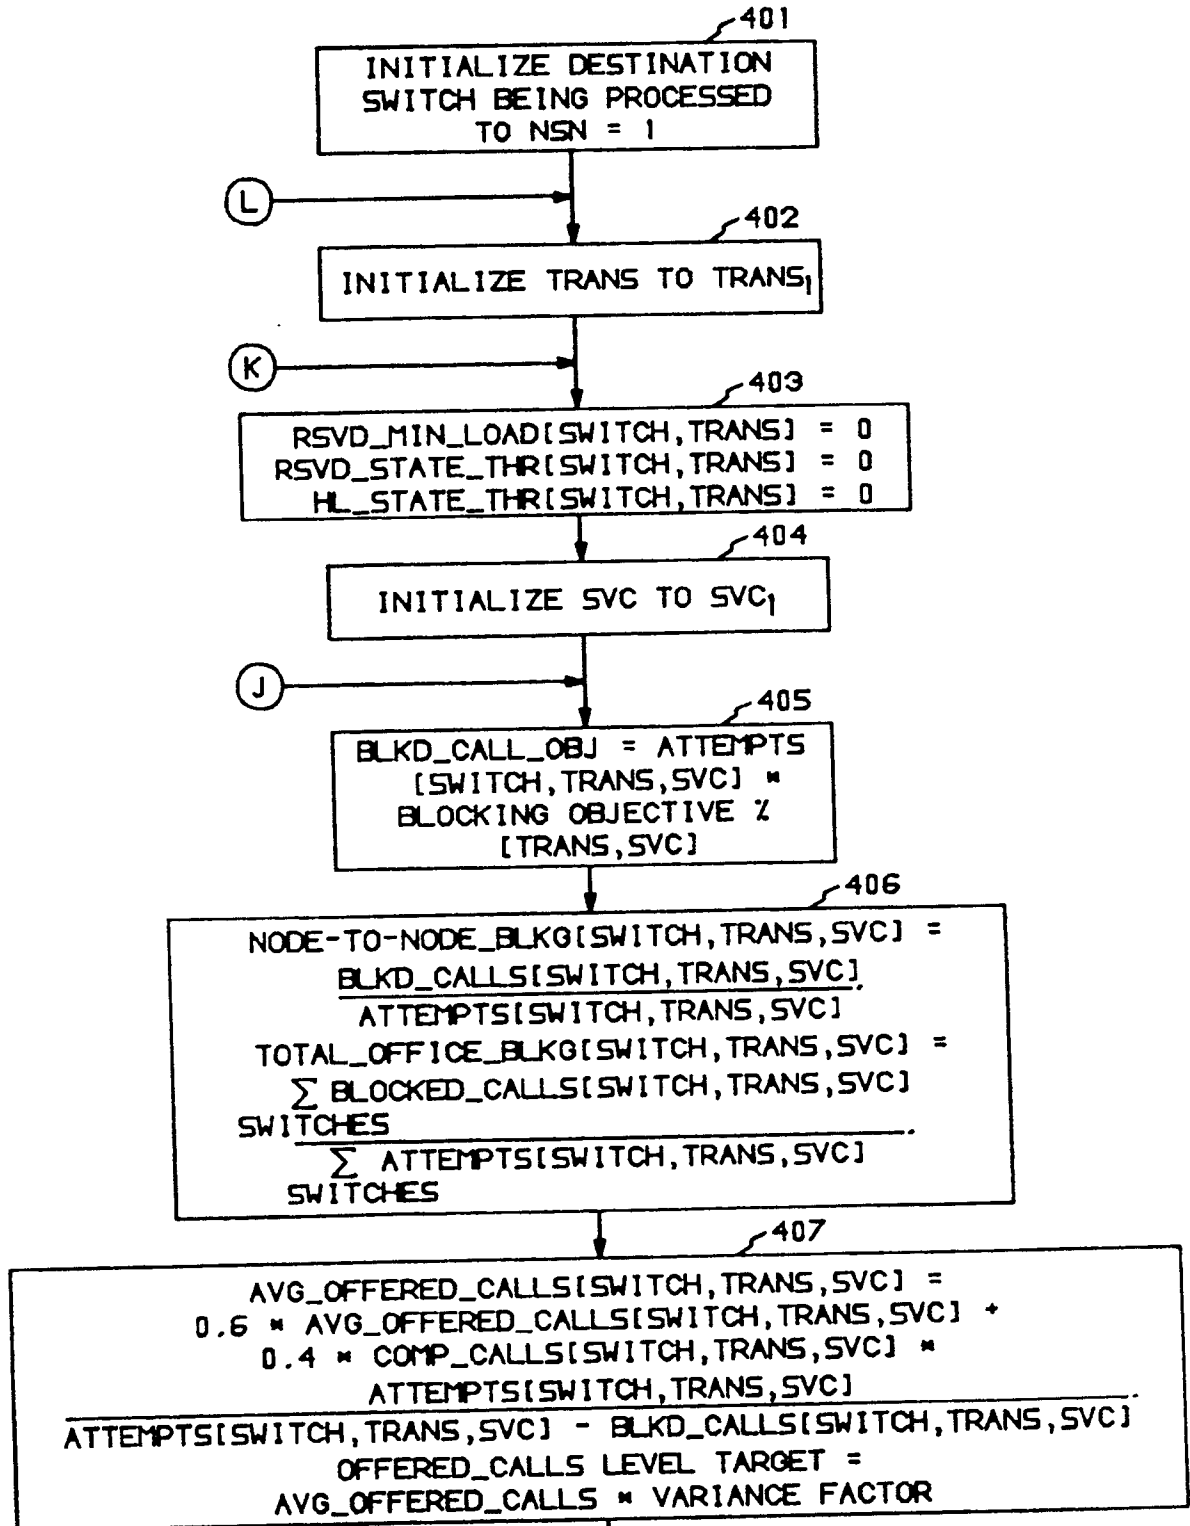 401
INITIALIZE DESTINATION
SWITCH BEING PROCESSED
TO NSN = 1
L
402
INITIALIZE TRANS TO TRANS₁
K
403
RSVD_MIN_LOAD[SWITCH,TRANS] = 0
RSVD_STATE_THR[SWITCH,TRANS] = 0
HL_STATE_THR[SWITCH,TRANS] = 0
404
INITIALIZE SVC TO SVC₁
J
405
BLKD_CALL_OBJ = ATTEMPTS
[SWITCH,TRANS,SVC] *
BLOCKING OBJECTIVE %
[TRANS,SVC]
406
NODE-TO-NODE_BLKG[SWITCH,TRANS,SVC] =
BLKD_CALLS[SWITCH,TRANS,SVC]
ATTEMPTS[SWITCH,TRANS,SVC]
TOTAL_OFFICE_BLKG[SWITCH,TRANS,SVC] =
∑ BLOCKED_CALLS[SWITCH,TRANS,SVC]
SWITCHES
∑ ATTEMPTS[SWITCH,TRANS,SVC]
SWITCHES
407
AVG_OFFERED_CALLS[SWITCH,TRANS,SVC] =
0.6 * AVG_OFFERED_CALLS[SWITCH,TRANS,SVC] +
0.4 * COMP_CALLS[SWITCH,TRANS,SVC] *
ATTEMPTS[SWITCH,TRANS,SVC]
ATTEMPTS[SWITCH,TRANS,SVC] - BLKD_CALLS[SWITCH,TRANS,SVC]
OFFERED_CALLS LEVEL TARGET =
AVG_OFFERED_CALLS * VARIANCE FACTOR